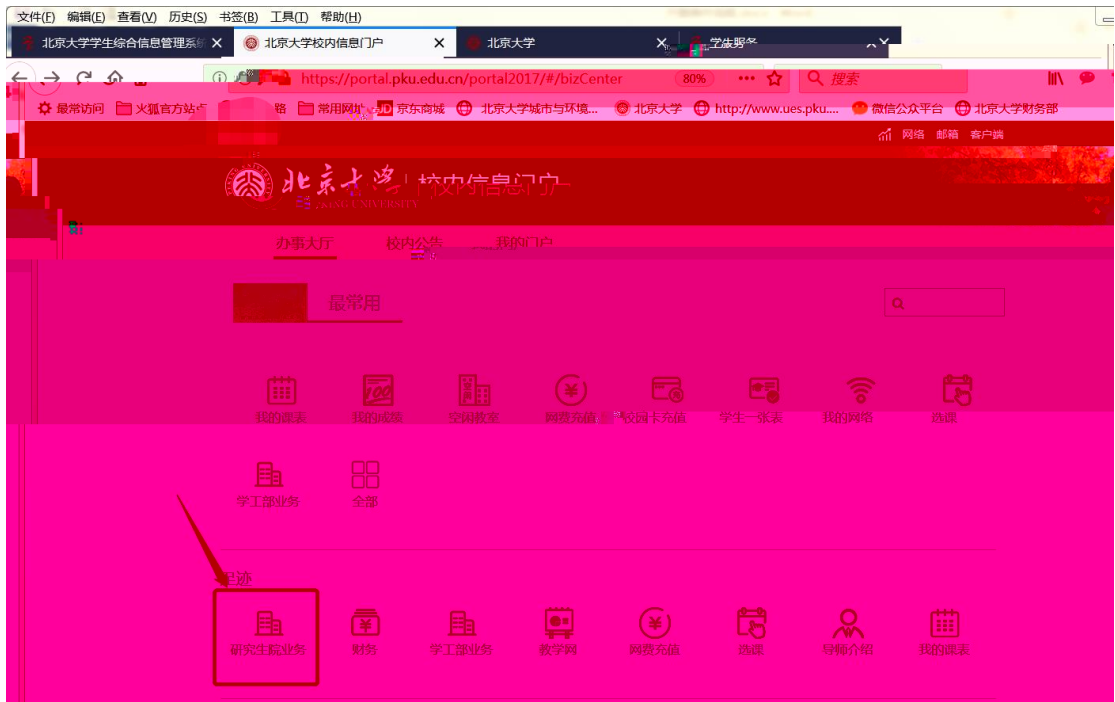 文件(F) 编辑(E) 查看(V) 历史(S) 书签(B) 工具(T) 帮助(H)
北京大学学生综合信息管理系统 北京大学校内信息门户 北京大学
https://portal.pku.edu.cn/portal2017/#/bizCenter 80% 搜索
最常访问 火狐官方站点 常用网址 JD 京东商城 北京大学城市与环境... 北京大学 http://www.ues.pku.... 微信公众平台 北京大学财务部
网络 邮箱 客户端
北京大学 校内信息门户
办事大厅 校内公告 我的门户
最常用
100
我的课表 我的成绩 空闲教室 网费充值 校园卡充值 学生一张表 我的网络 选课
学工部业务 全部
足迹
研究生院业务 财务 学工部业务 教学网 网费充值 选课 导师介绍 我的课表